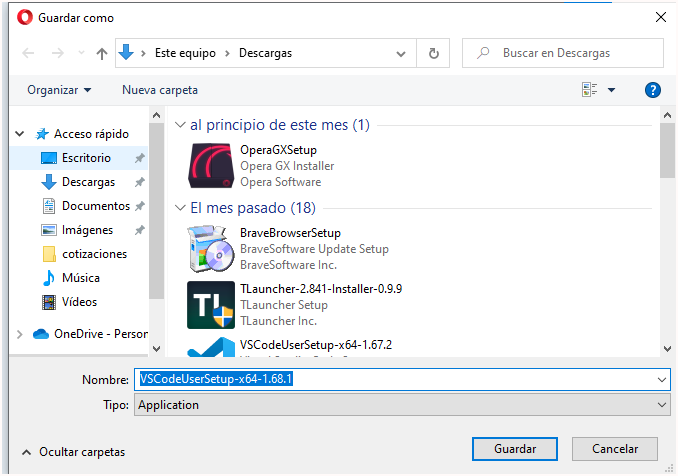 Guardar como
Este equipo > Descargas
Buscar en Descargas
Organizar
Nueva carpeta
?
Acceso rápido
Escritorio
Descargas
Documentos
Imágenes
cotizaciones
Música
Vídeos
OneDrive - Person
al principio de este mes (1)
OperaGXSetup
Opera GX Installer
Opera Software
El mes pasado (18)
BraveBrowserSetup
BraveSoftware Update Setup
BraveSoftware Inc.
TL
TLauncher-2.841-Installer-0.9.9
TLauncher Setup
TLauncher Inc.
VSCodeUserSetup-x64-1.67.2
Nombre: VSCodeUserSetup-x64-1.68.1
Tipo: Application
Ocultar carpetas
Guardar
Cancelar